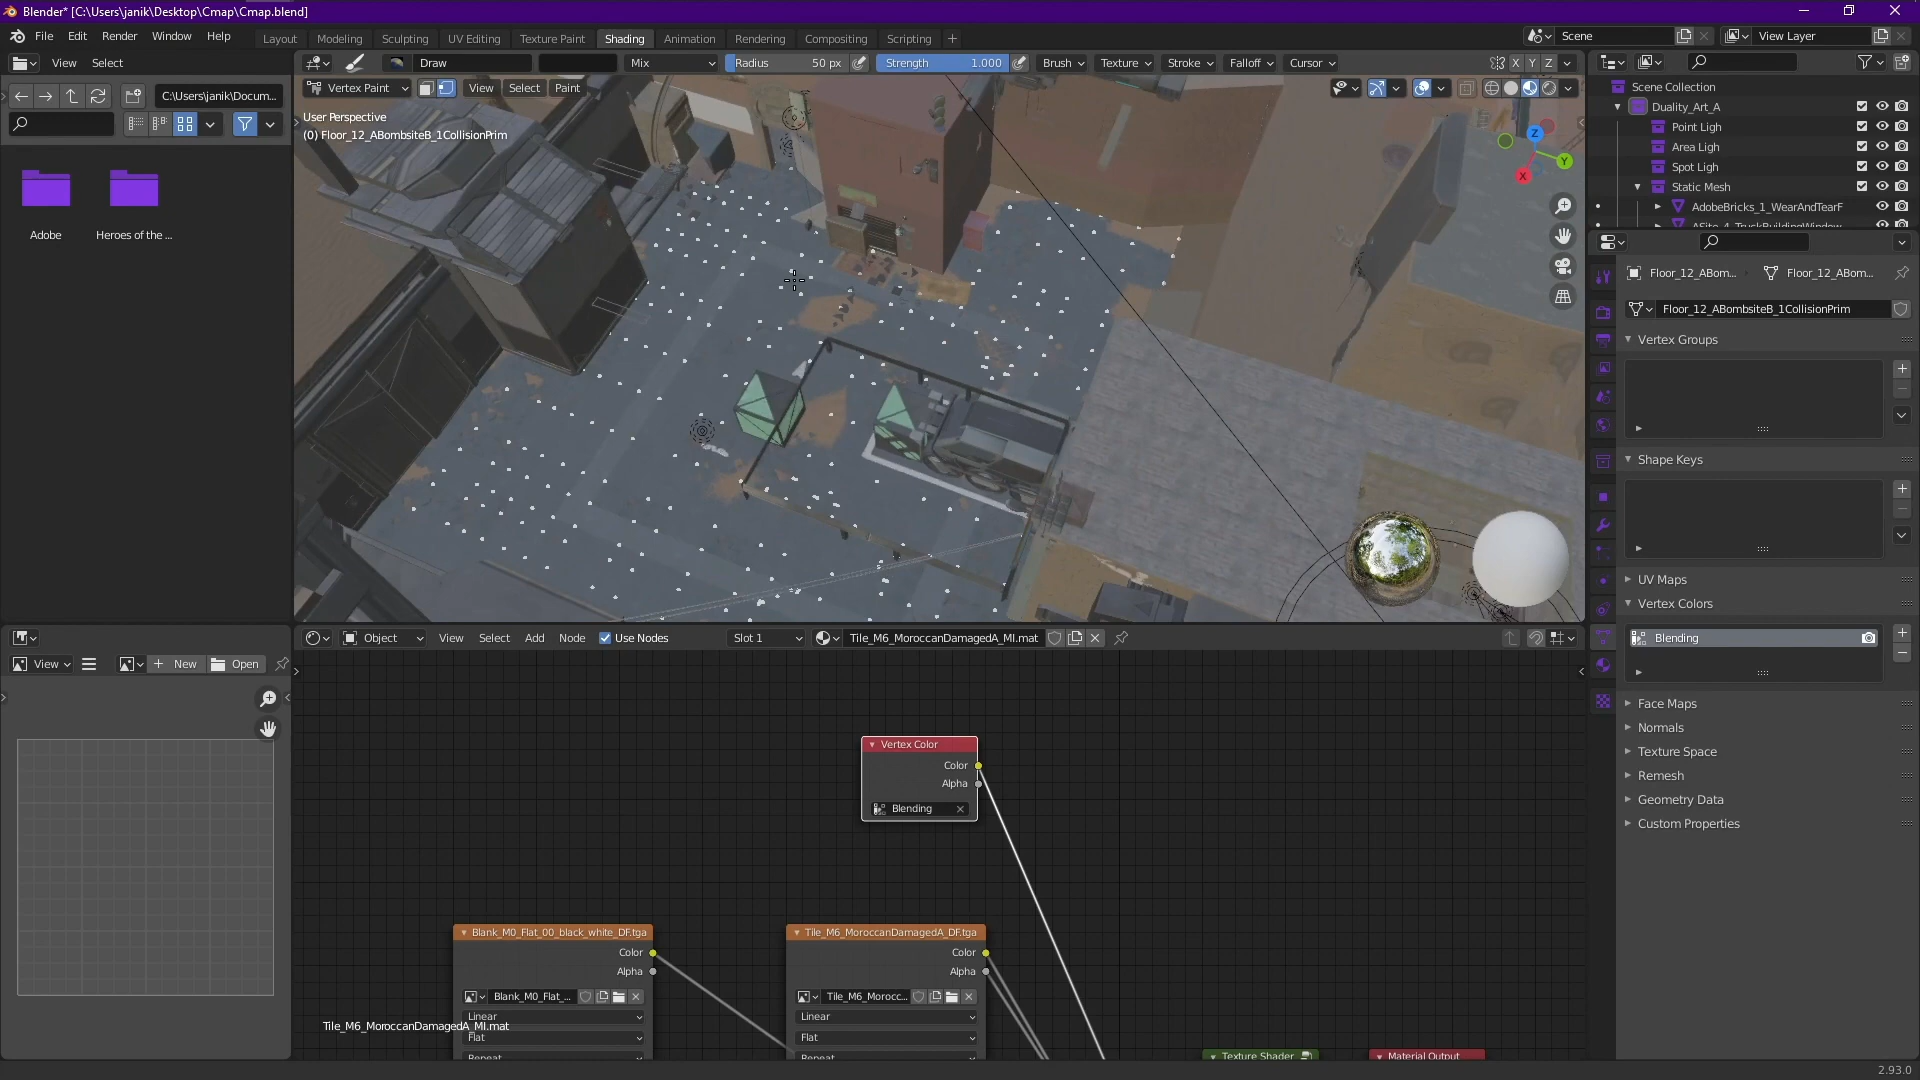 Blender* [C:\Users\janik\Desktop\Cmap\Cmap.blend]
File Edit Render Window Help
Layout Modeling Sculpting UV Editing Texture Paint Shading Animation Rendering Compositing Scripting
Scene View Layer
View Select
Draw Mix Radius 50 px Strength 1.000 Brush Texture Stroke Falloff Cursor X Y Z
Vertex Paint View Select Paint
C:\Users\janik\Docum...
User Perspective
(0) Floor_12_ABombsiteB_1CollisionPrim
Adobe
Heroes of the ...
Z
Y
X
Scene Collection
Duality_Art_A
Point Ligh
Area Ligh
Spot Ligh
Static Mesh
AdobeBricks_1_WearAndTearF
ASite_4_TruckBuildingWindow
Floor_12_ABom... Floor_12_ABom...
Floor_12_ABombsiteB_1CollisionPrim
Vertex Groups
Shape Keys
UV Maps
Vertex Colors
Blending
Face Maps
Normals
Texture Space
Remesh
Geometry Data
Custom Properties
View New Open
Object View Select Add Node Use Nodes Slot 1 Tile_M6_MoroccanDamagedA_MI.mat
Vertex Color
Color
Alpha
Blending
Blank_M0_Flat_00_black_white_DF.tga
Color
Alpha
Blank_M0_Flat_...
Linear
Flat
Repeat
Tile_M6_MoroccanDamagedA_DF.tga
Color
Alpha
Tile_M6_Morocc...
Linear
Flat
Repeat
Tile_M6_MoroccanDamagedA_MI.mat
Texture Shader
Material Output
2.93.0